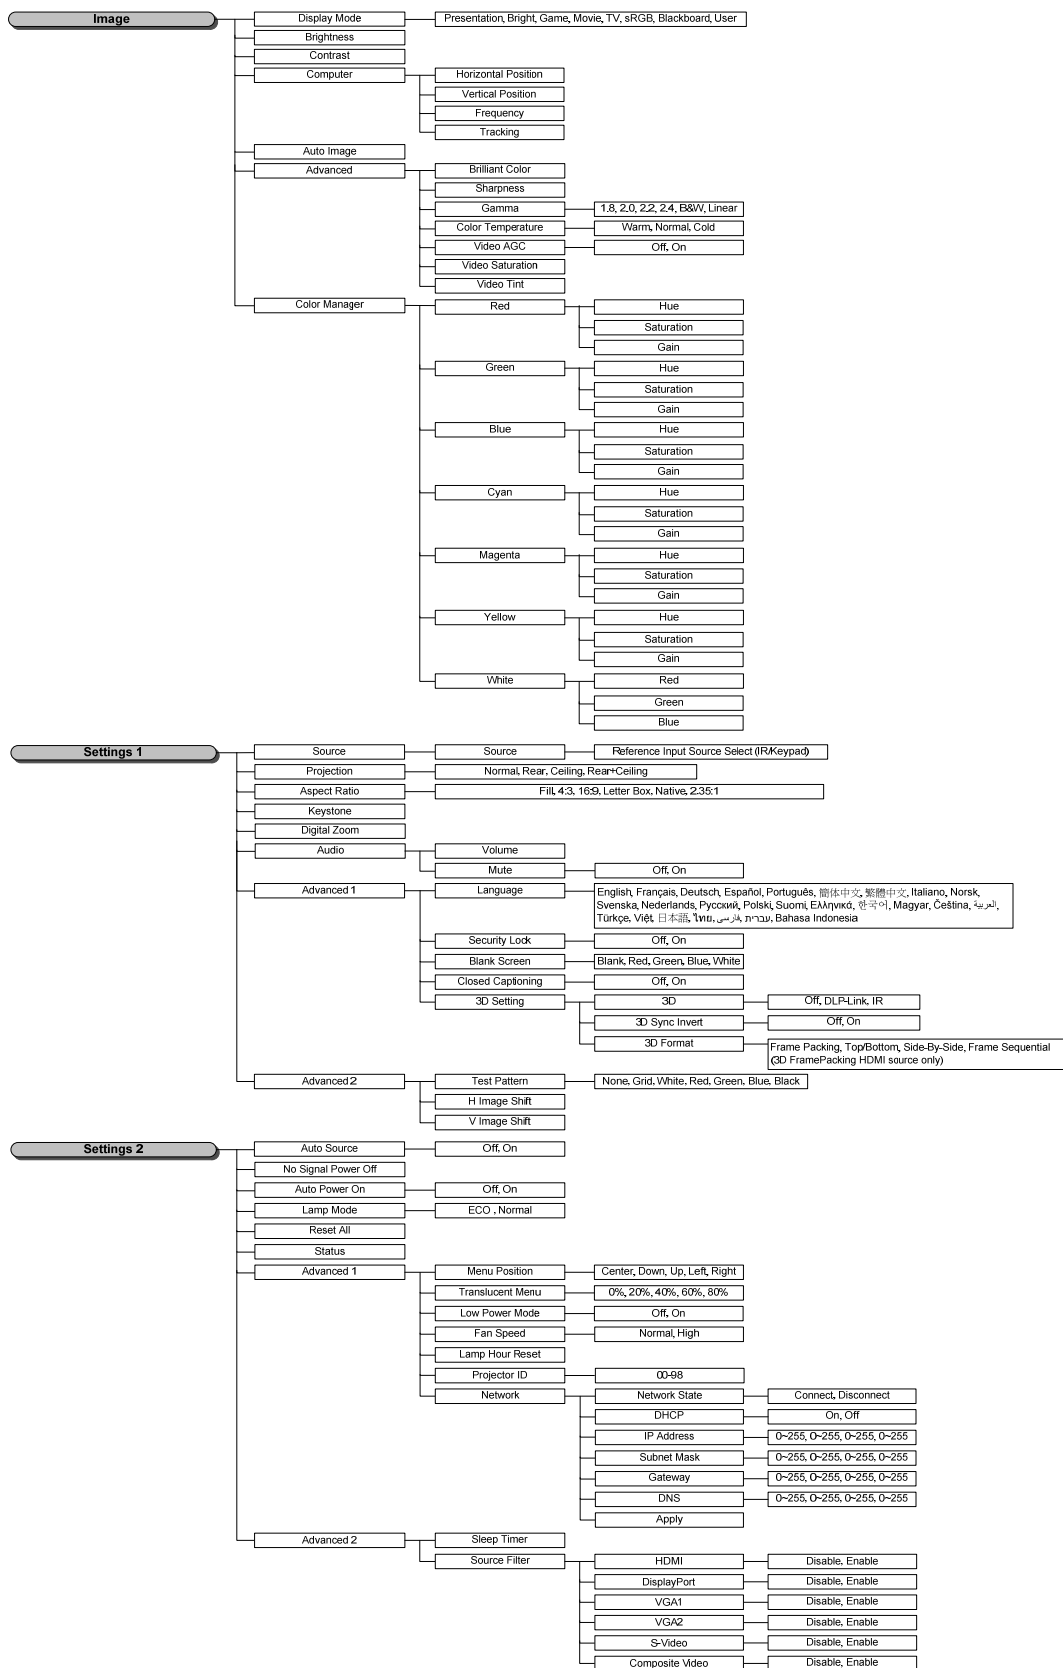 Image
Display Mode
Presentation, Bright, Game, Movie, TV, sRGB, Blackboard, User
Brightness
Contrast
Computer
Horizontal Position
Vertical Position
Frequency
Tracking
Auto Image
Advanced
Brilliant Color
Sharpness
Gamma
1.8, 2.0, 2.2, 2.4, B&W, Linear
Color Temperature
Warm, Normal, Cold
Video AGC
Off, On
Video Saturation
Video Tint
Color Manager
Red
Hue
Saturation
Gain
Green
Hue
Saturation
Gain
Blue
Hue
Saturation
Gain
Cyan
Hue
Saturation
Gain
Magenta
Hue
Saturation
Gain
Yellow
Hue
Saturation
Gain
White
Red
Green
Blue
Settings 1
Source
Source
Reference Input Source Select (IR/Keypad)
Projection
Normal, Rear, Ceiling, Rear+Ceiling
Aspect Ratio
Fill, 4:3, 16:9, Letter Box, Native, 2.35:1
Keystone
Digital Zoom
Audio
Volume
Mute
Off, On
Advanced 1
Language
English, Français, Deutsch, Español, Português, 簡体中文, 繁體中文, Italiano, Norsk,
Svenska, Nederlands, Русский, Polski, Suomi, Ελληνικά, 한국어, Magyar, Čeština, العربية,
Türkçe, Việt, 日本語, ไทย, فارسی, עברית, Bahasa Indonesia
Security Lock
Off, On
Blank Screen
Blank, Red, Green, Blue, White
Closed Captioning
Off, On
3D Setting
3D
Off, DLP-Link, IR
3D Sync Invert
Off, On
3D Format
Frame Packing, Top/Bottom, Side-By-Side, Frame Sequential
(3D FramePacking HDMI source only)
Advanced 2
Test Pattern
None, Grid, White, Red, Green, Blue, Black
H Image Shift
V Image Shift
Settings 2
Auto Source
Off, On
No Signal Power Off
Auto Power On
Off, On
Lamp Mode
ECO , Normal
Reset All
Status
Advanced 1
Menu Position
Center, Down, Up, Left, Right
Translucent Menu
0%, 20%, 40%, 60%, 80%
Low Power Mode
Off, On
Fan Speed
Normal, High
Lamp Hour Reset
Projector ID
00-98
Network
Network State
Connect, Disconnect
DHCP
On, Off
IP Address
0~255, 0~255, 0~255, 0~255
Subnet Mask
0~255, 0~255, 0~255, 0~255
Gateway
0~255, 0~255, 0~255, 0~255
DNS
0~255, 0~255, 0~255, 0~255
Apply
Advanced 2
Sleep Timer
Source Filter
HDMI
Disable, Enable
DisplayPort
Disable, Enable
VGA1
Disable, Enable
VGA2
Disable, Enable
S-Video
Disable, Enable
Composite Video
Disable, Enable